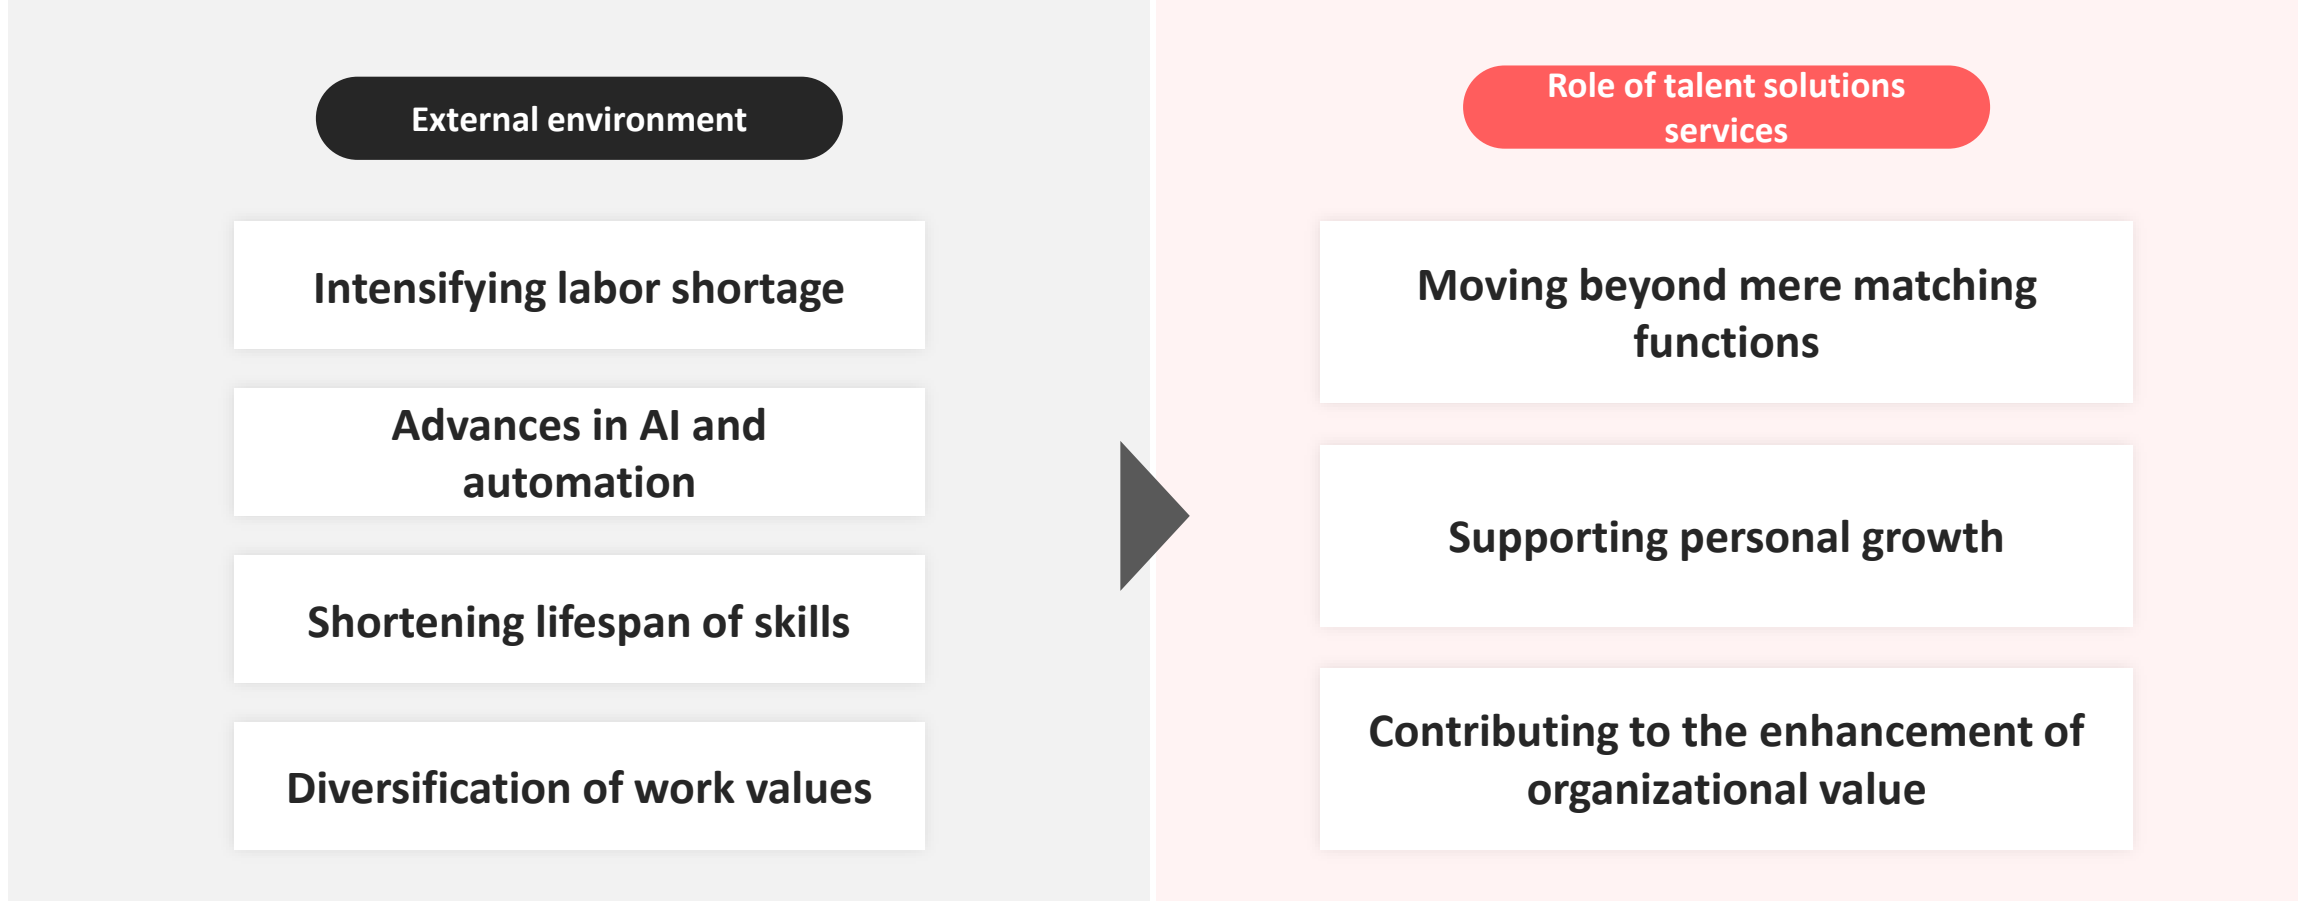 External environment
Intensifying labor shortage
Advances in AI and
automation
Shortening lifespan of skills
Diversification of work values
Role of talent solutions
services
Moving beyond mere matching
functions
Supporting personal growth
Contributing to the enhancement of
organizational value